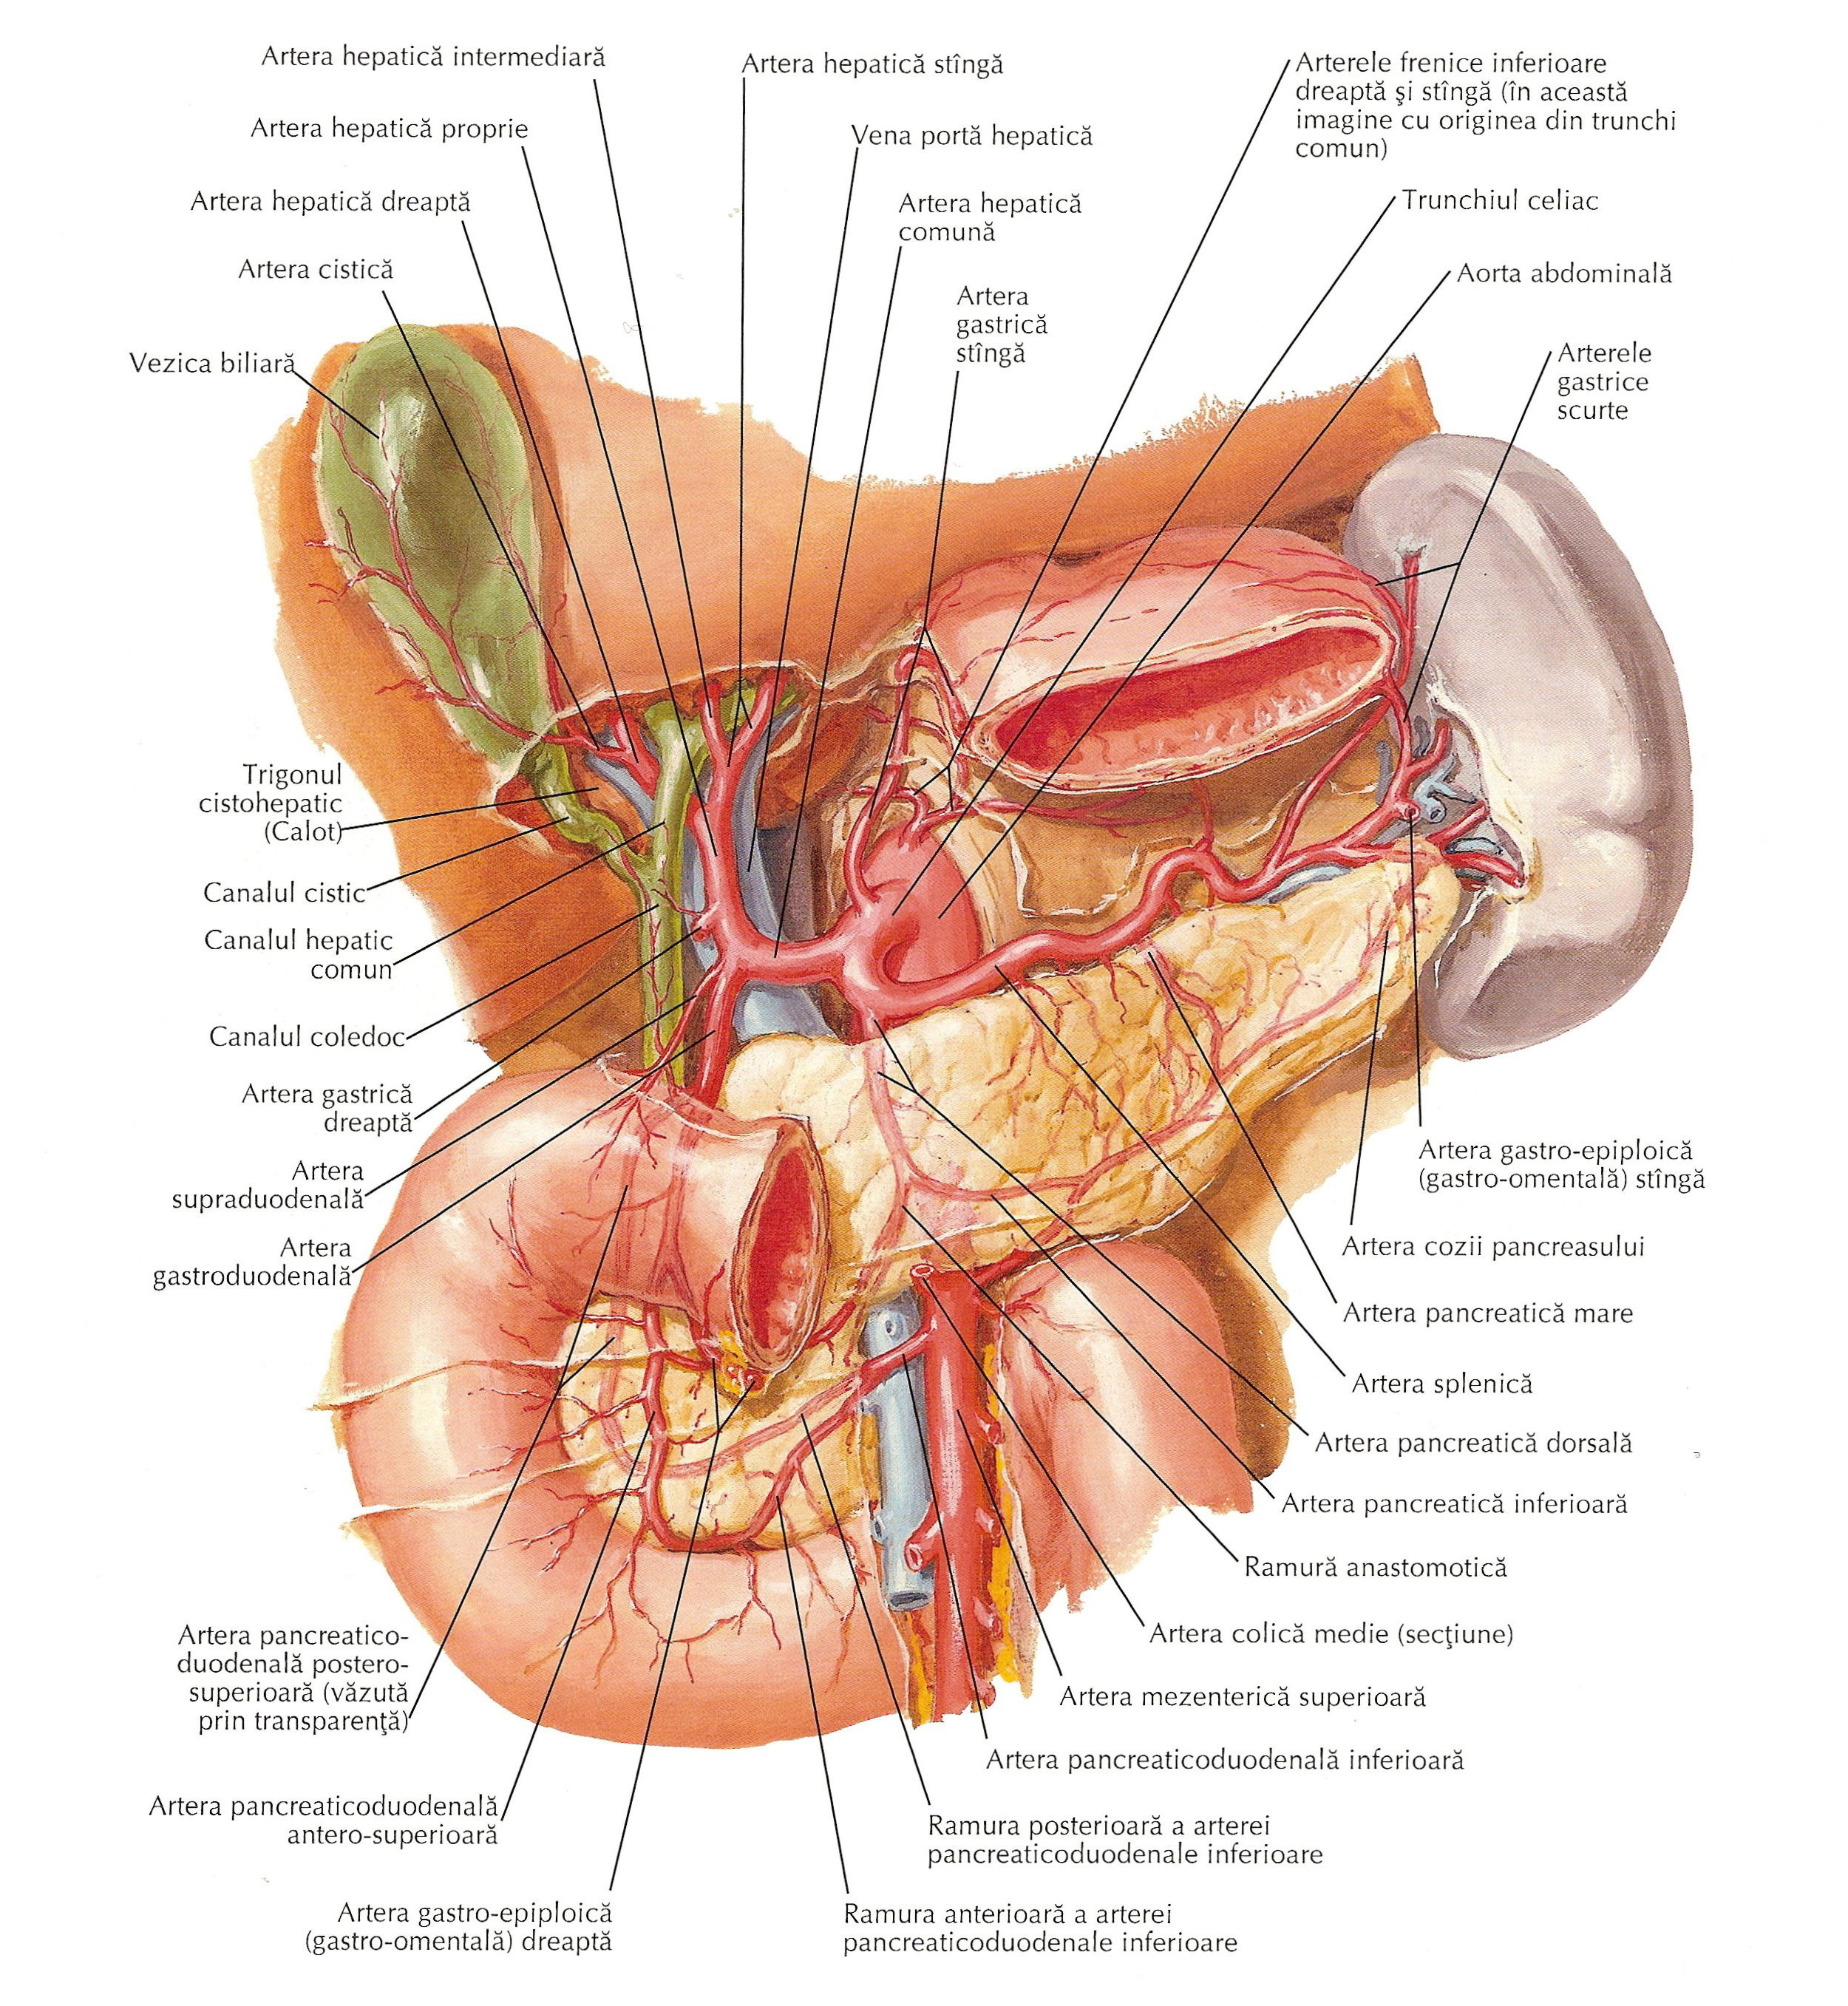 Artera hepatică intermediară
Artera hepatică proprie
Artera hepatică dreaptă
Artera cistică
Vezica biliară
Artera hepatică stîngă
Vena portă hepatică
Artera hepatică
comună
Artera
gastrică
stîngă
Arterele frenice inferioare
dreaptă şi stîngă (în această
imagine cu originea din trunchi
comun)
Trunchiul celiac
Aorta abdominală
Arterele
gastrice
scurte
Trigonul
cistohepatic
(Calot)
Canalul cistic
Canalul hepatic
comun
Canalul coledoc
Artera gastrică
dreaptă
Artera
supraduodenală
Artera
gastroduodenală
Artera pancreatico-
duodenală postero-
superioară (văzută
prin transparenţă)
Artera pancreaticoduodenală
antero-superioară
Artera gastro-epiploică
(gastro-omentală) dreaptă
Artera gastro-epiploică
(gastro-omentală) stîngă
Artera cozii pancreasului
Artera pancreatică mare
Artera splenică
Artera pancreatică dorsală
Artera pancreatică inferioară
Ramură anastomotică
Artera colică medie (secţiune)
Artera mezenterică superioară
Artera pancreaticoduodenală inferioară
Ramura posterioară a arterei
pancreaticoduodenale inferioare
Ramura anterioară a arterei
pancreaticoduodenale inferioare